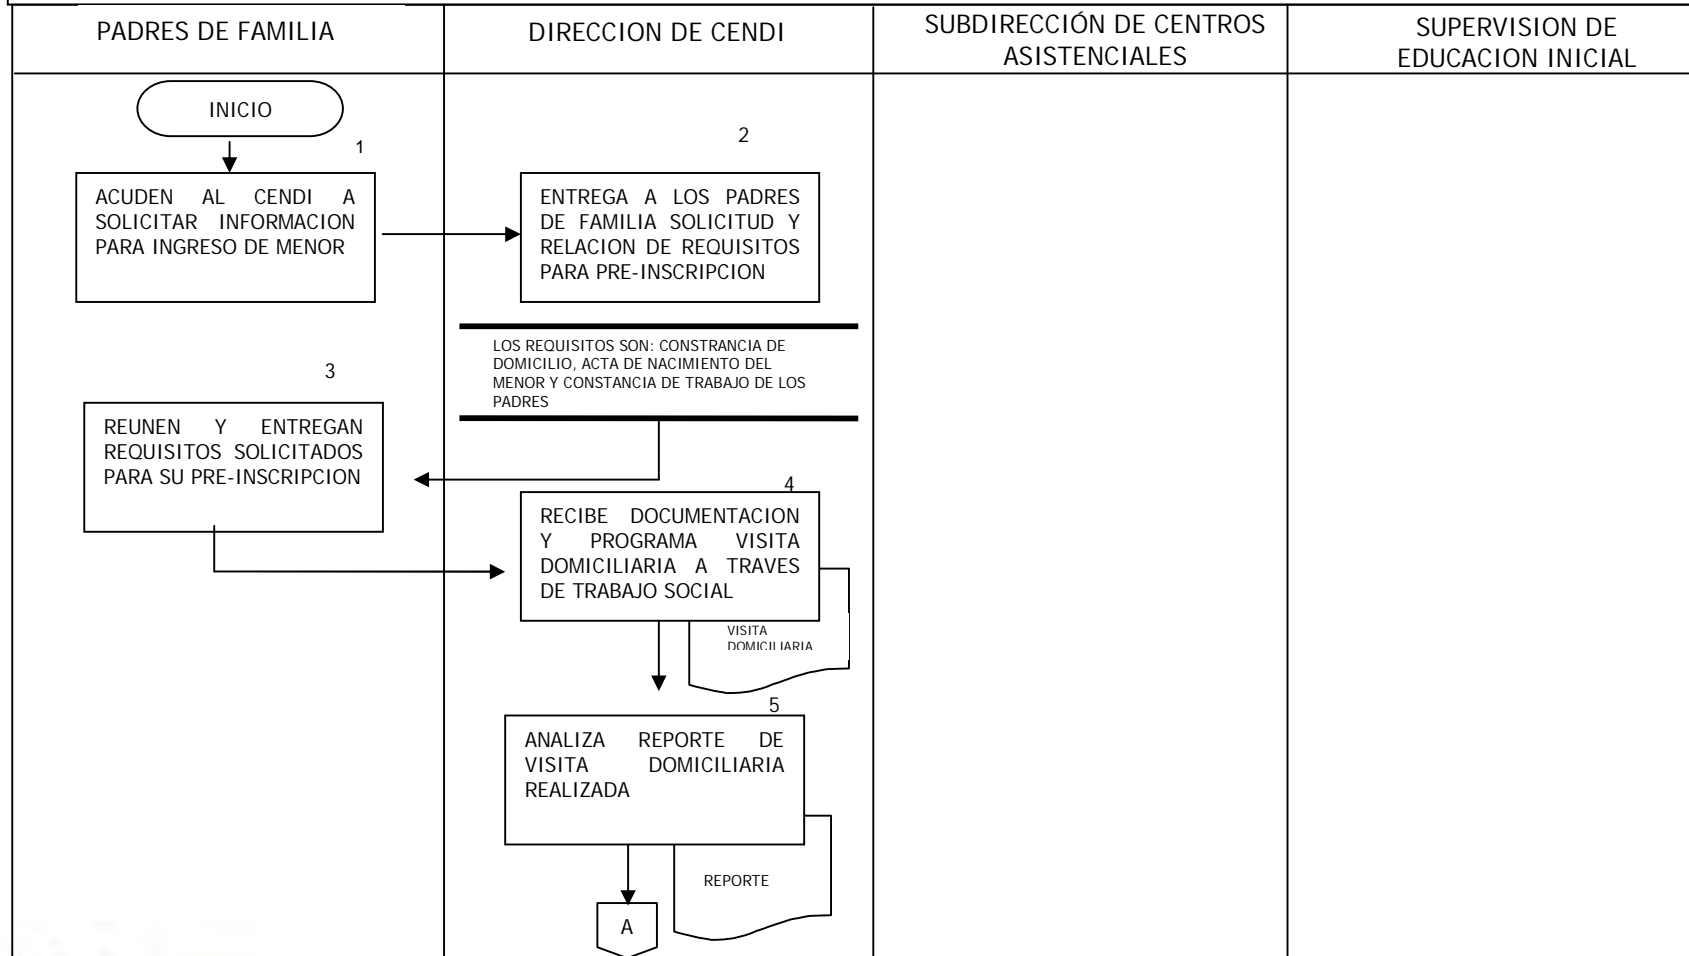 PADRES DE FAMILIA
DIRECCION DE CENDI
SUBDIRECCIÓN DE CENTROS
ASISTENCIALES
SUPERVISION DE
EDUCACION INICIAL
INICIO
1
ACUDEN AL CENDI A
SOLICITAR INFORMACION
PARA INGRESO DE MENOR
2
ENTREGA A LOS PADRES
DE FAMILIA SOLICITUD Y
RELACION DE REQUISITOS
PARA PRE-INSCRIPCION
LOS REQUISITOS SON: CONSTRANCIA DE
DOMICILIO, ACTA DE NACIMIENTO DEL
MENOR Y CONSTANCIA DE TRABAJO DE LOS
PADRES
3
REUNEN Y ENTREGAN
REQUISITOS SOLICITADOS
PARA SU PRE-INSCRIPCION
4
RECIBE DOCUMENTACION
Y PROGRAMA VISITA
DOMICILIARIA A TRAVES
DE TRABAJO SOCIAL
VISITA
DOMICILIARIA
5
ANALIZA REPORTE DE
VISITA DOMICILIARIA
REALIZADA
REPORTE
A